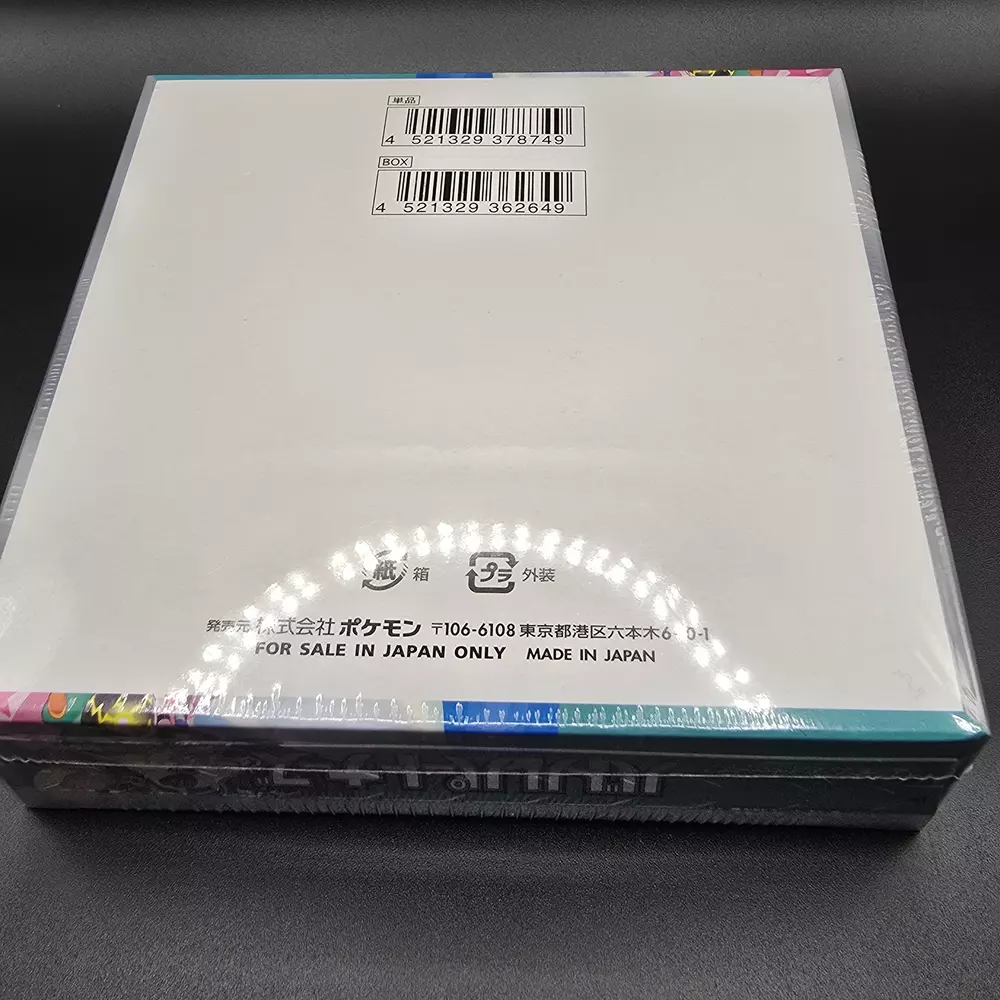 単品
4 521329 378749
BOX
4 521329 362649
紙 箱 プラ 外装
発売元 株式会社 ポケモン 〒106-6108 東京都港区六本木6-10-1
FOR SALE IN JAPAN ONLY MADE IN JAPAN